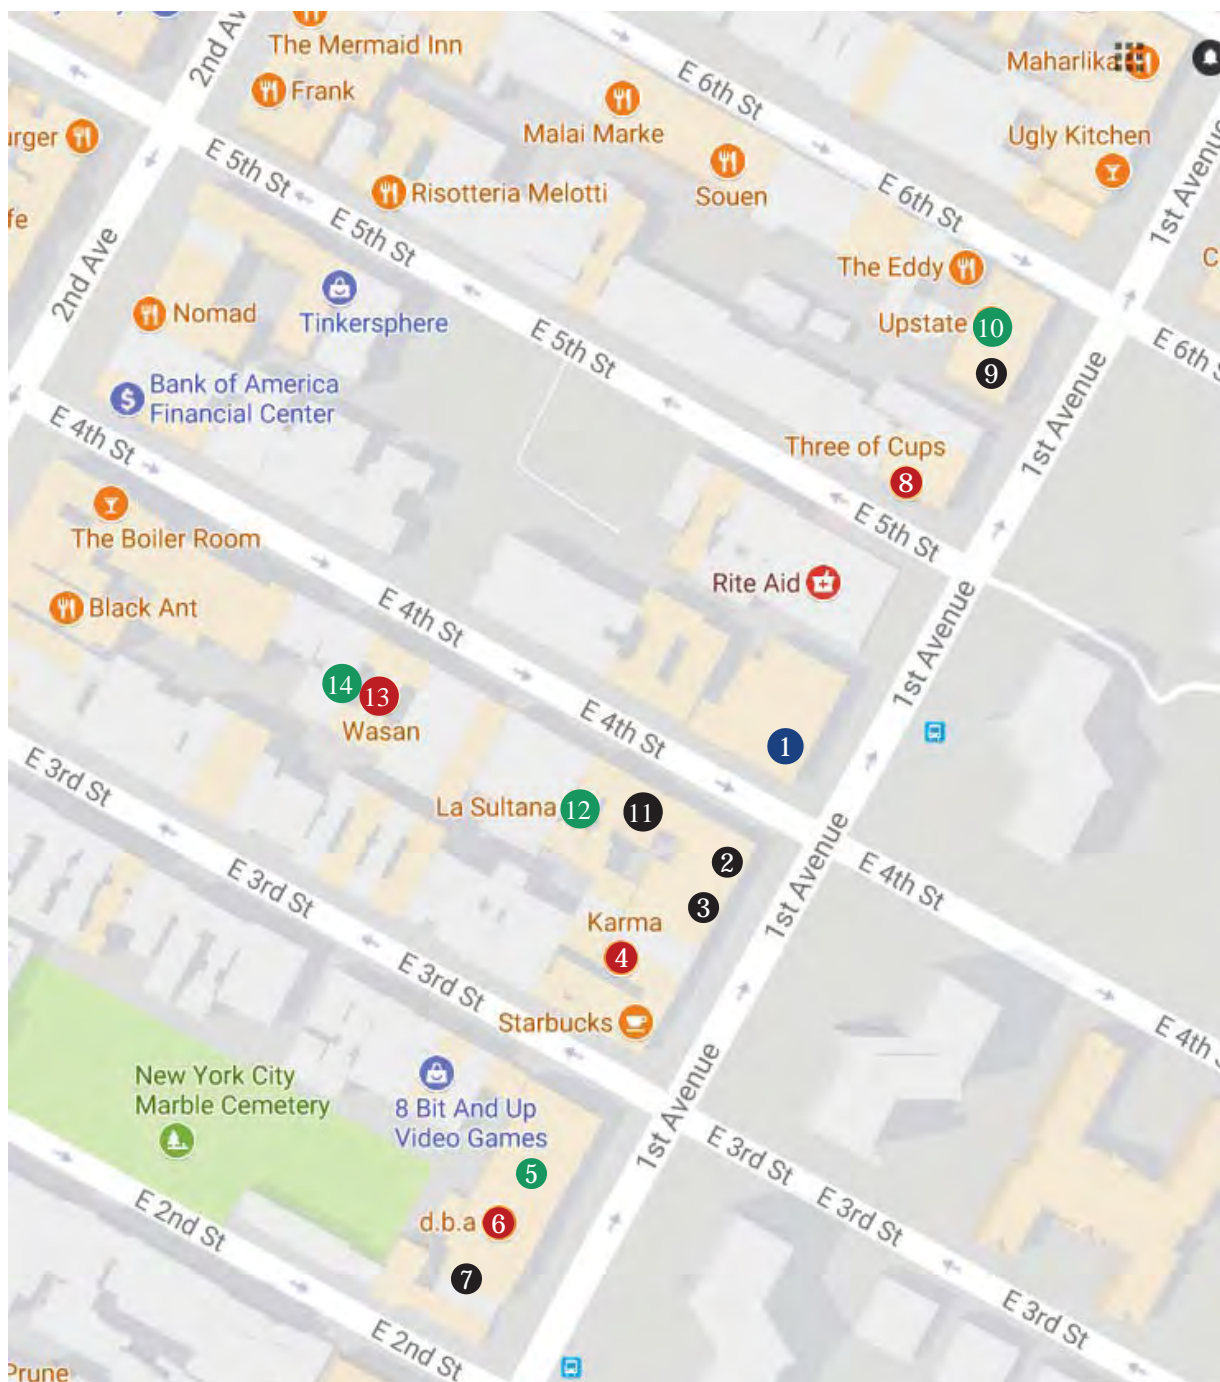 The Mermaid Inn
2nd Av
Maharlika
Frank
E 6th St
urger
Malai Marke
Ugly Kitchen
E 5th St
Risotteria Melotti
Souen
E 6th St
1st Avenue
fe
E 5th St
2nd Ave
The Eddy
C
Nomad
Tinkersphere
Upstate 10
E 5th St
E 6th S
9
Bank of America
Financial Center
$
1st Avenue
E 4th St
Three of Cups
8
The Boiler Room
E 5th St
Rite Aid
Black Ant
E 4th St
1st Avenue
14
13
Wasan
E 4th St
1
E 3rd St
La Sultana 12
11
2
1st Avenue
E 4th St
E 3rd St
3
Karma
4
E 3rd St
Starbucks
E 4th S
New York City
Marble Cemetery
8 Bit And Up
Video Games
1st Avenue
E 3rd St
5
E 3rd St
E 2nd St
d.b.a 6
7
E 3rd St
E 2nd St
Prune